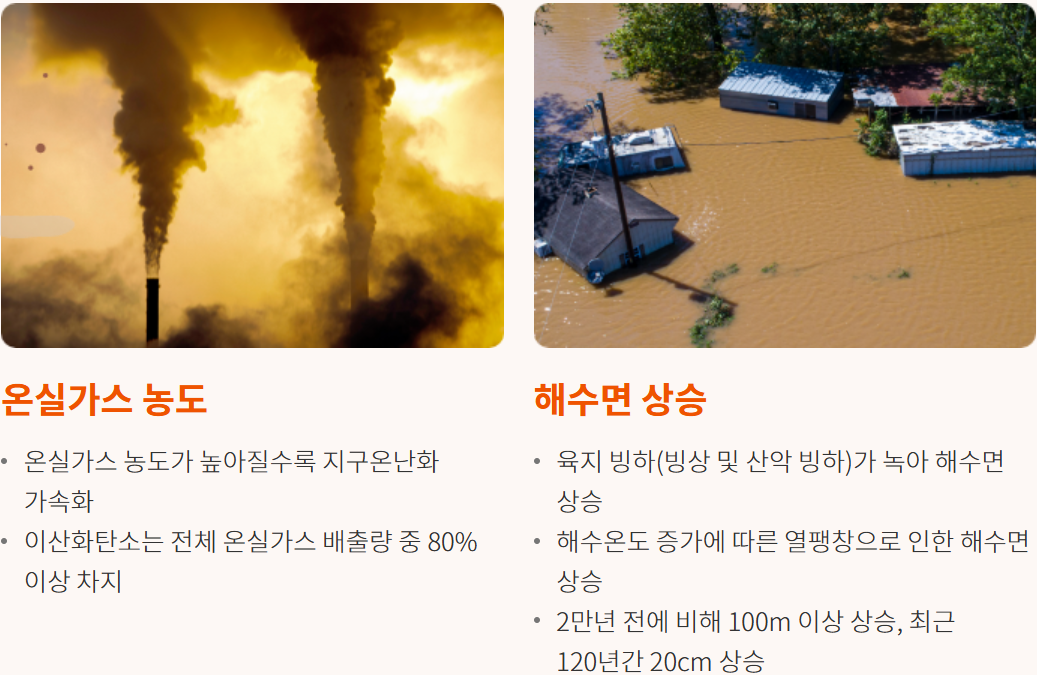 온실가스 농도
• 온실가스 농도가 높아질수록 지구온난화
가속화
• 이산화탄소는 전체 온실가스 배출량 중 80%
이상 차지
해수면 상승
• 육지 빙하(빙상 및 산악 빙하)가 녹아 해수면
상승
• 해수온도 증가에 따른 열팽창으로 인한 해수면
상승
• 2만년 전에 비해 100m 이상 상승, 최근
120년간 20cm 상승